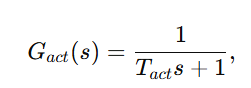 G_{act}(s) = \frac{1}{T_{act}s + 1},